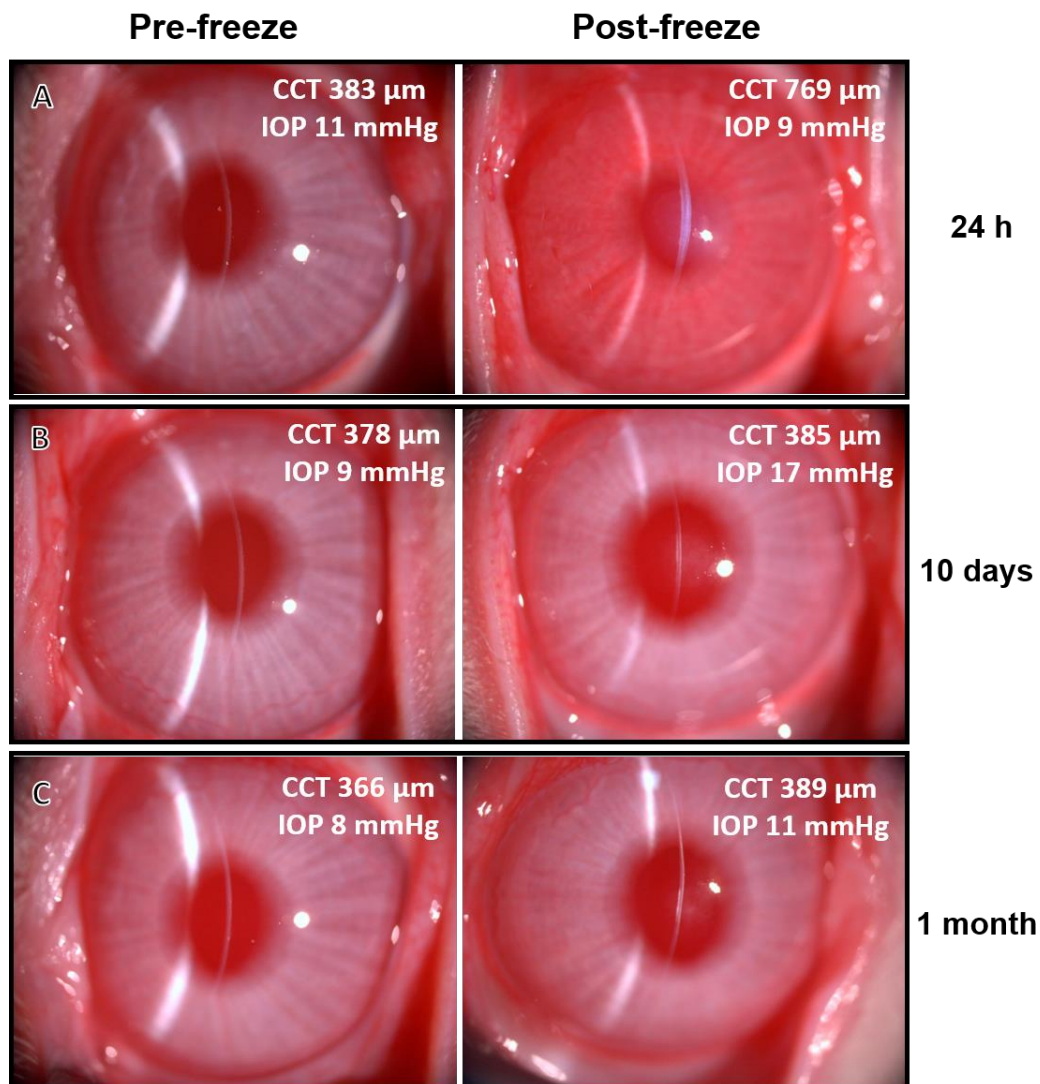 Pre-freeze
Post-freeze
A
CCT 383 µm
IOP 11 mmHg
CCT 769 µm
IOP 9 mmHg
24 h
B
CCT 378 µm
IOP 9 mmHg
CCT 385 µm
IOP 17 mmHg
10 days
C
CCT 366 µm
IOP 8 mmHg
CCT 389 µm
IOP 11 mmHg
1 month